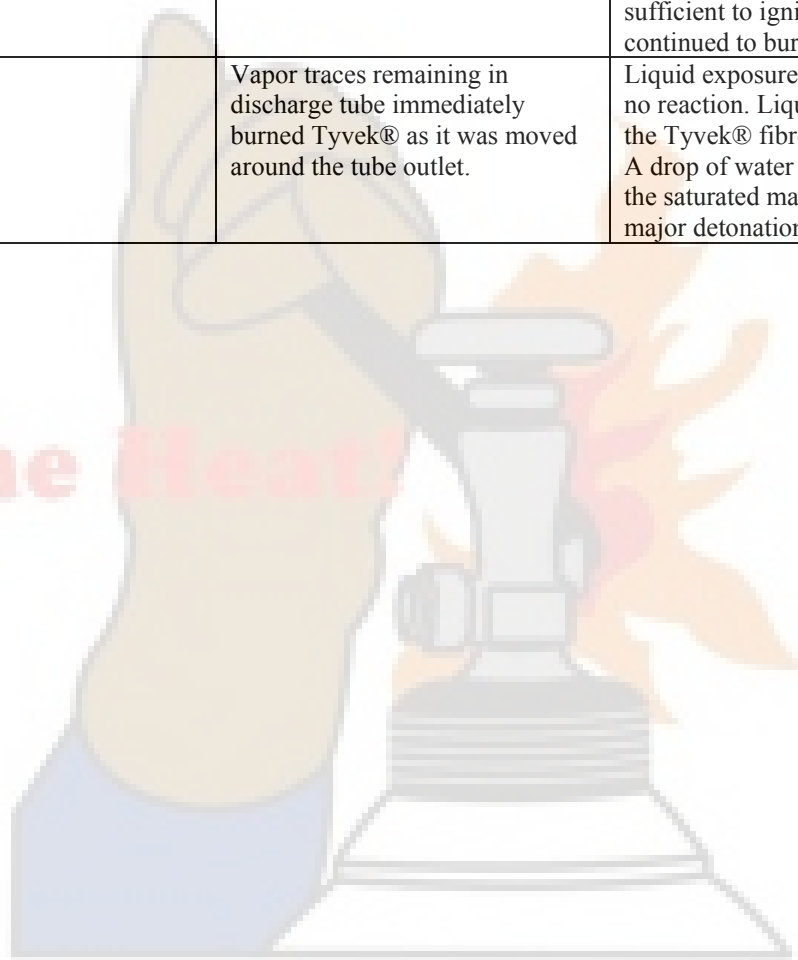 sufficient to igni
continued to bur
Vapor traces remaining in
discharge tube immediately
burned Tyvek® as it was moved
around the tube outlet.
Liquid exposure
no reaction. Liqu
the Tyvek® fibr
A drop of water
the saturated ma
major detonation
he Heat!